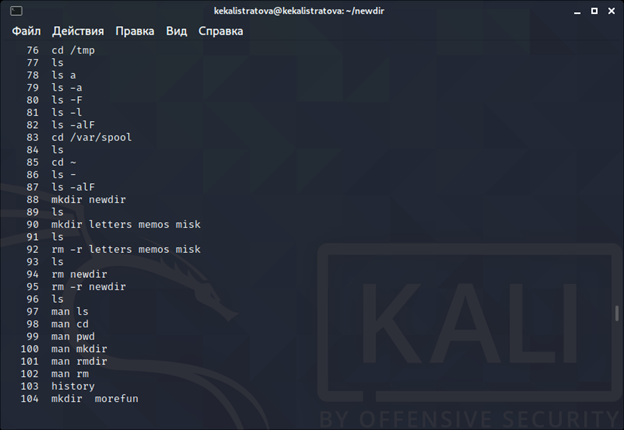 kekalistratova@kekalistratova: ~/newdir
Файл Действия Правка Вид Справка
76 cd /tmp
77 ls
78 ls a
79 ls -a
80 ls -F
81 ls -l
82 ls -alF
83 cd /var/spool
84 ls
85 cd ~
86 ls -
87 ls -alF
88 mkdir newdir
89 ls
90 mkdir letters memos misk
91 ls
92 rm -r letters memos misk
93 ls
94 rm newdir
95 rm -r newdir
96 ls
97 man ls
98 man cd
99 man pwd
100 man mkdir
101 man rmdir
102 man rm
103 history
104 mkdir  morefun
KALI
BY OFFENSIVE SECURITY